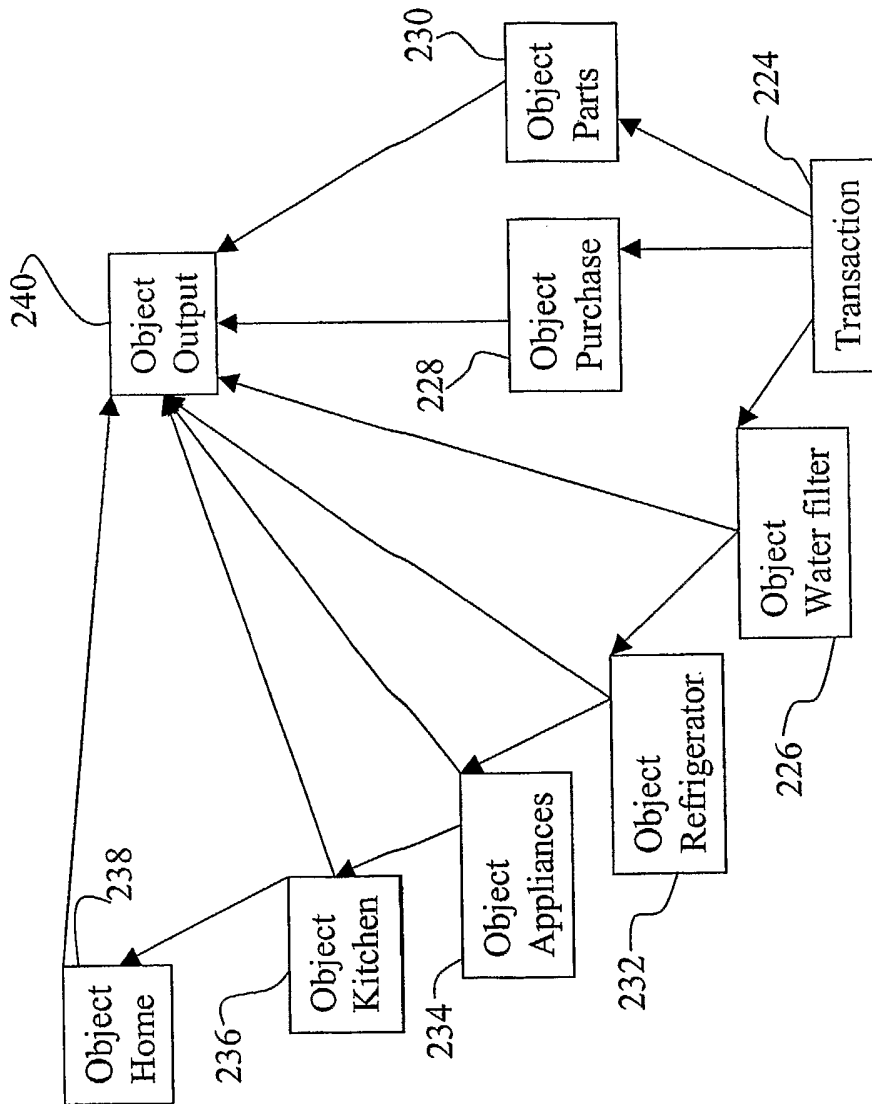 240
238
Object
Home
Object
Output
236
Object
Kitchen
230
228
234
Object
Appliances
Object
Purchase
Object
Parts
232
Object
Refrigerator
224
226
Object
Water filter
Transaction